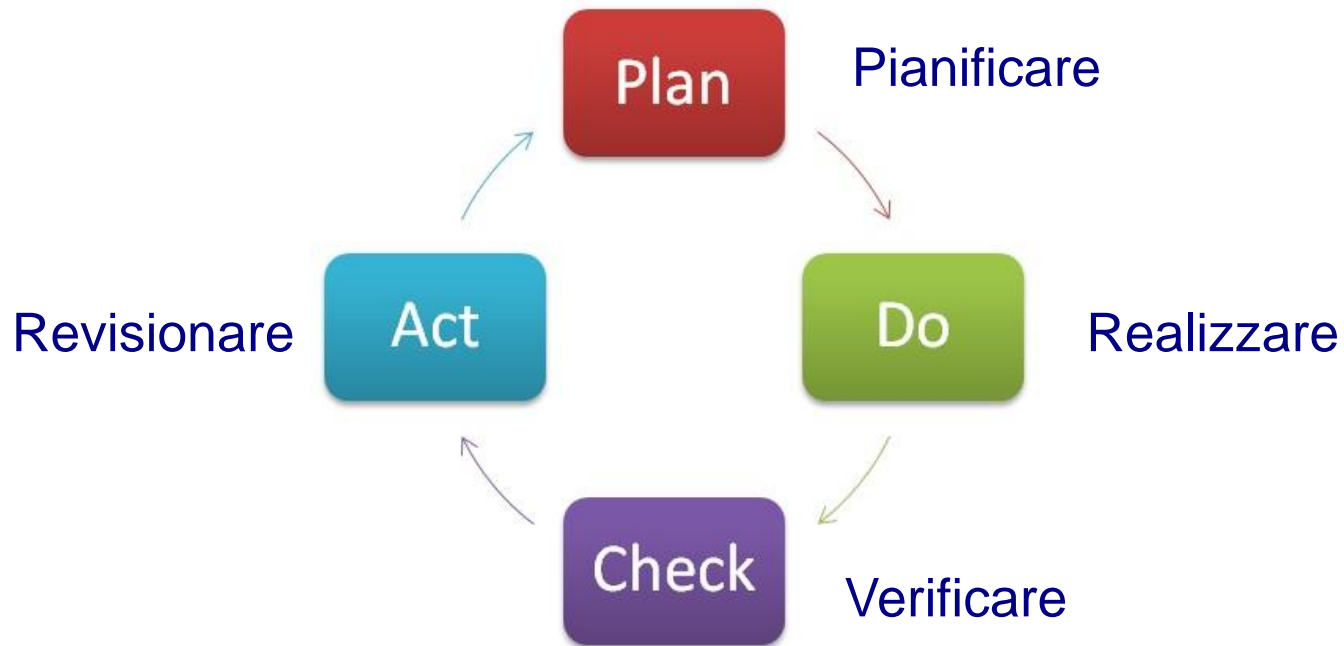 Plan
Pianificare
Revisionare
Act
Do
Realizzare
Check
Verificare